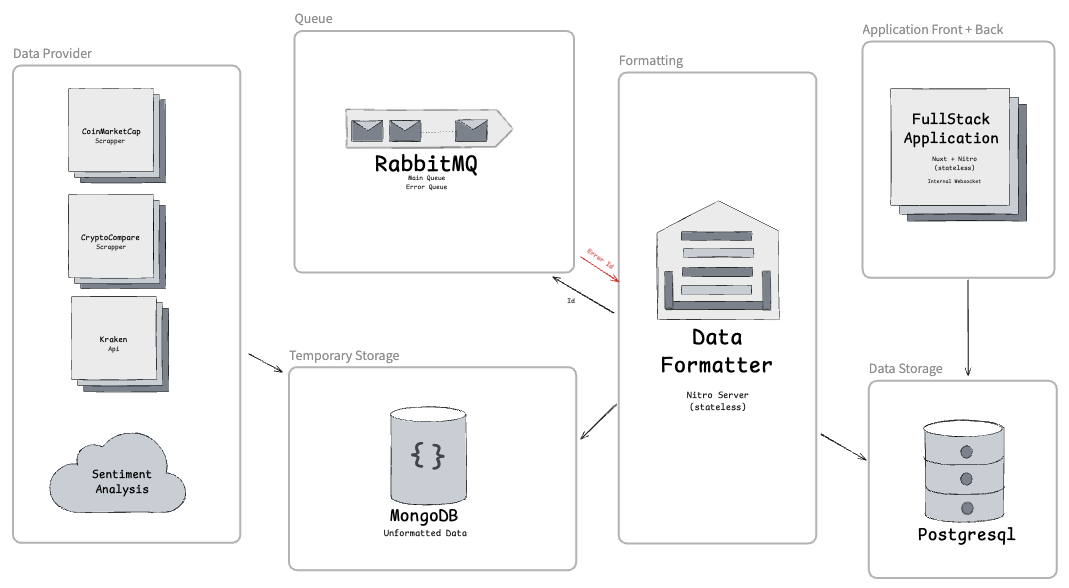 Data Provider
CoinMarketCap
Scrapper
CryptoCompare
Scrapper
Kraken
Api
Sentiment
Analysis
Queue
RabbitMQ
Main Queue
Error Queue
Error Id
Id
Temporary Storage
{ }
MongoDB
Unformatted Data
Formatting
Data
Formatter
Nitro Server
(stateless)
Application Front + Back
FullStack
Application
Nuxt + Nitro
(stateless)
Internal Websocket
Data Storage
Postgresql